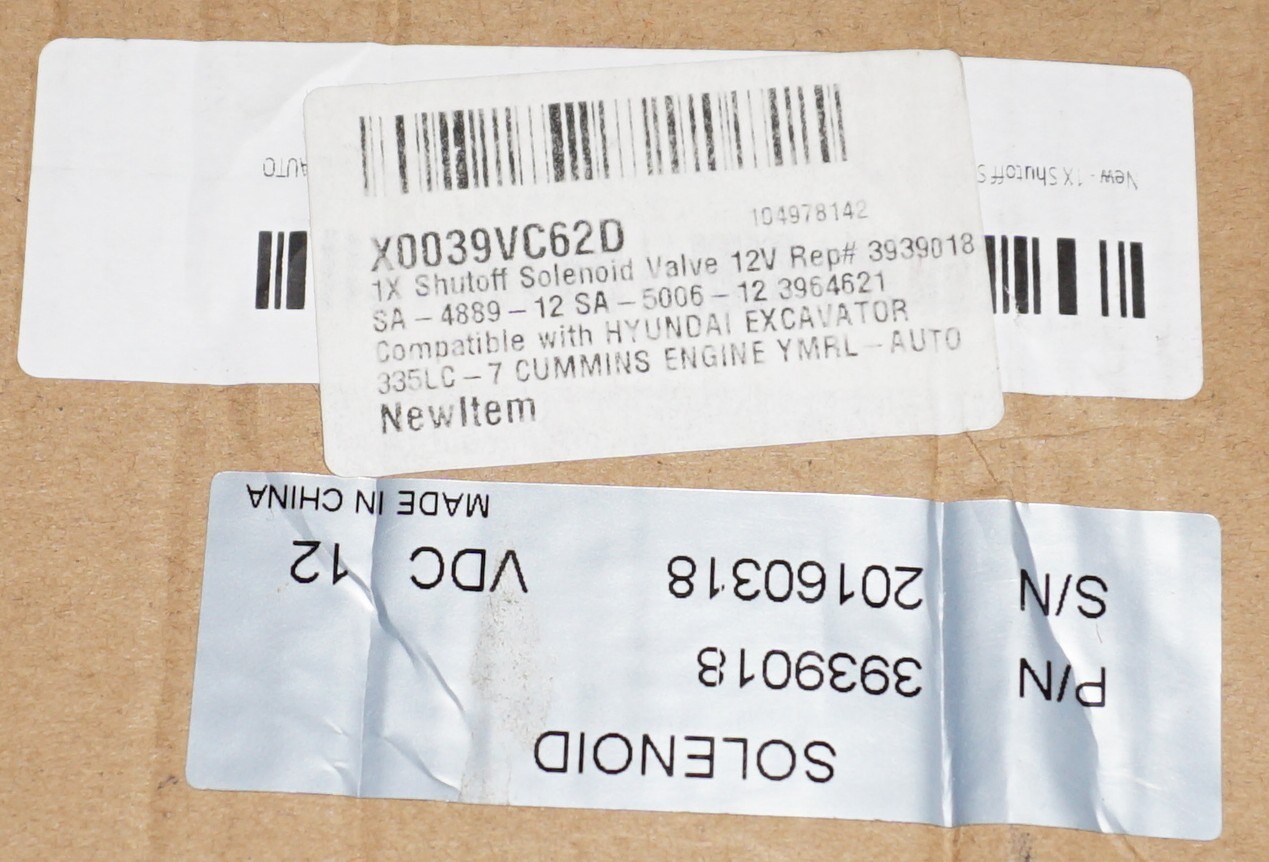 X0039VC62D
104978142
1X Shutoff Solenoid Valve 12V Rep# 3939018
SA-4889-12 SA-5006-12 3964621
Compatible with HYUNDAI EXCAVATOR
335LC-7 CUMMINS ENGINE YMRL-AUTO
NewItem
New - 1X Shutoff S
AUTO
SOLENOID
P/N 3939018
S/N 20160318 VDC 12
MADE IN CHINA